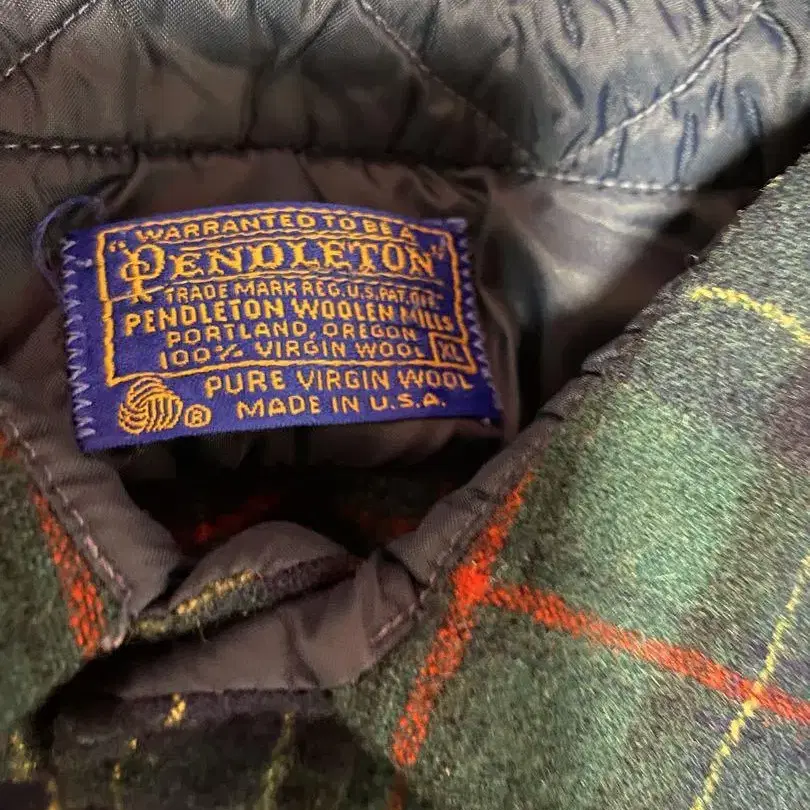 "WARRANTED TO BE A
PENDLETON"
TRADE MARK REG. U.S. PAT. OFF.
PENDLETON WOOLEN MILLS
PORTLAND, OREGON
100% VIRGIN WOOL XL
PURE VIRGIN WOOL
® MADE IN U.S.A.